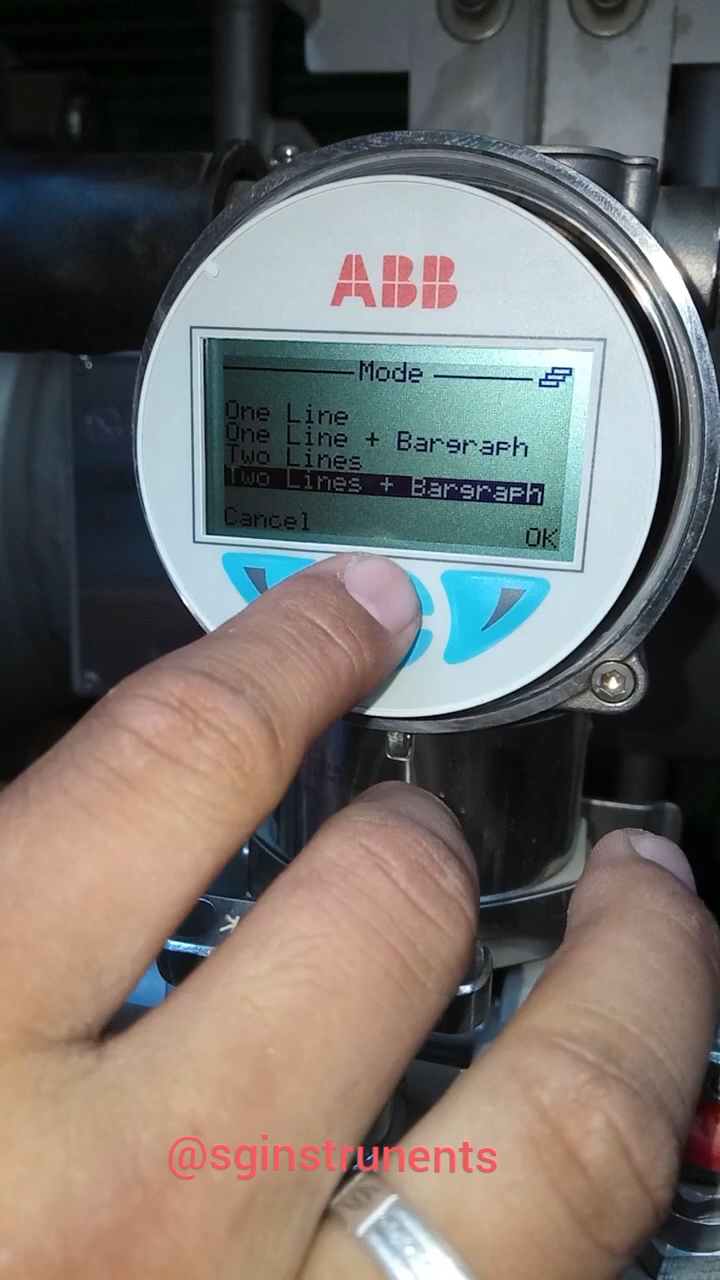 ABB
Mode
One Line
One Line + Bargraph
Two Lines
Two Lines + Bargraph
Cancel
OK
@sginstrunents